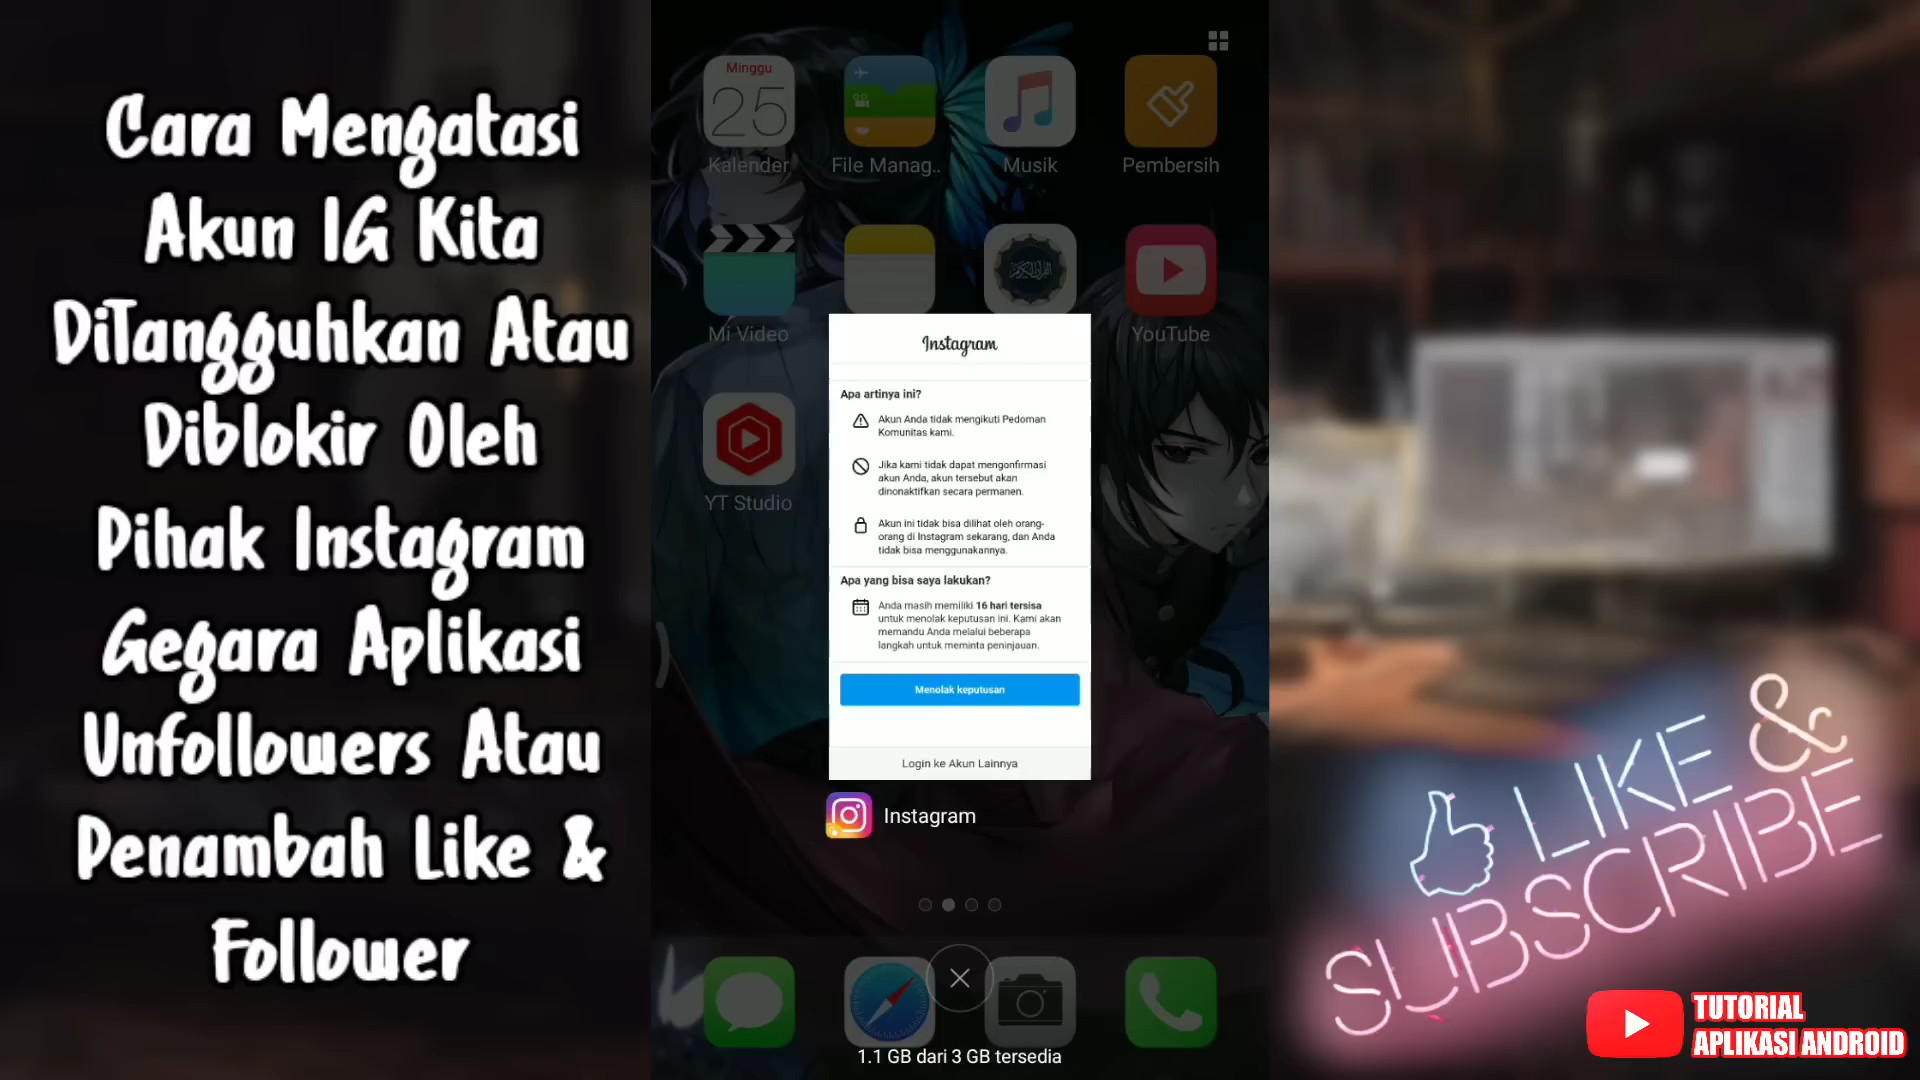 Cara Mengatasi
Akun IG Kita
DiTangguhkan Atau
Diblokir Oleh
Pihak Instagram
Gegara Aplikasi
Unfollowers Atau
Penambah Like &
Follower
Minggu
25
Kalender
File Manag..
Musik
Pembersih
Mi Video
YouTube
YT Studio
Instagram
Apa artinya ini?
Akun Anda tidak mengikuti Pedoman
Komunitas kami.
Jika kami tidak dapat mengonfirmasi
akun Anda, akun tersebut akan
dinonaktifkan secara permanen.
Akun ini tidak bisa dilihat oleh orang-
orang di Instagram sekarang, dan Anda
tidak bisa menggunakannya.
Apa yang bisa saya lakukan?
Anda masih memiliki 16 hari tersisa
untuk menolak keputusan ini. Kami akan
memandu Anda melalui beberapa
langkah untuk meminta peninjauan.
Menolak keputusan
Login ke Akun Lainnya
Instagram
1.1 GB dari 3 GB tersedia
LIKE &
SUBSCRIBE
TUTORIAL
APLIKASI ANDROID